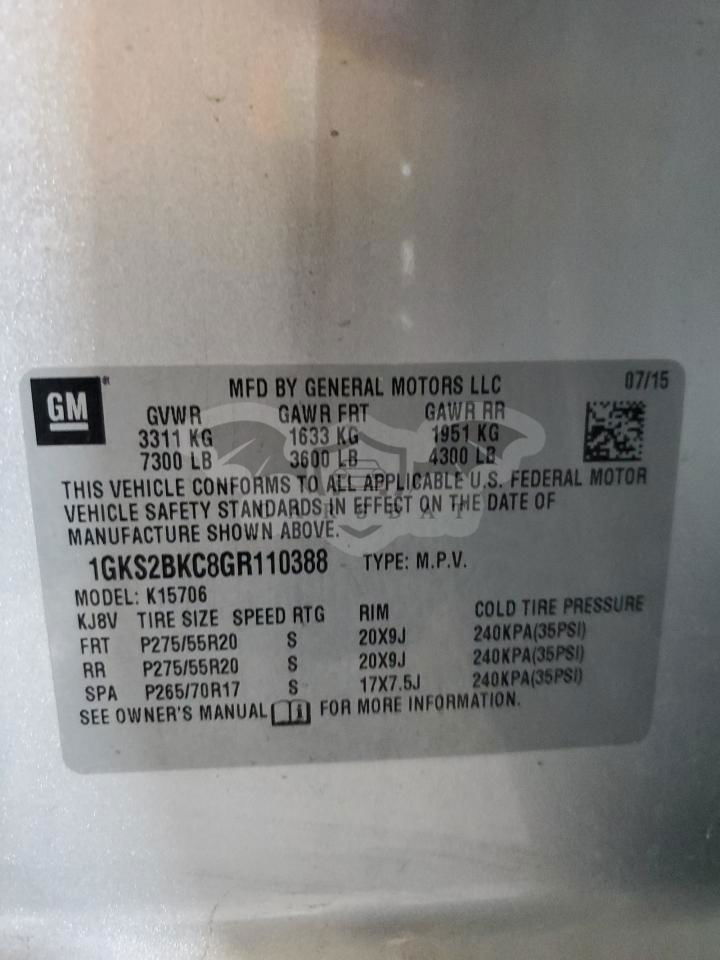 GM
MFD BY GENERAL MOTORS LLC 07/15
GVWR GAWR FRT GAWR RR
3311 KG 1633 KG 1951 KG
7300 LB 3600 LB 4300 LB
THIS VEHICLE CONFORMS TO ALL APPLICABLE U.S. FEDERAL MOTOR
VEHICLE SAFETY STANDARDS IN EFFECT ON THE DATE OF
MANUFACTURE SHOWN ABOVE.
1GKS2BKC8GR110388 TYPE: M.P.V.
MODEL: K15706
KJ8V TIRE SIZE SPEED RTG RIM COLD TIRE PRESSURE
FRT P275/55R20 S 20X9J 240KPA(35PSI)
RR P275/55R20 S 20X9J 240KPA(35PSI)
SPA P265/70R17 S 17X7.5J 240KPA(35PSI)
SEE OWNER'S MANUAL FOR MORE INFORMATION.